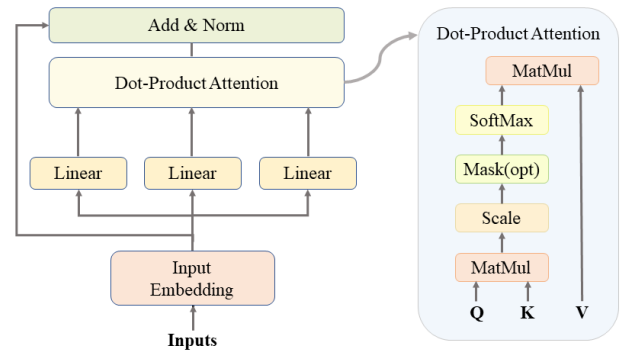 Add & Norm
Dot-Product Attention
Linear
Linear
Linear
Input
Embedding
Inputs
Dot-Product Attention
MatMul
SoftMax
Mask(opt)
Scale
MatMul
Q K V